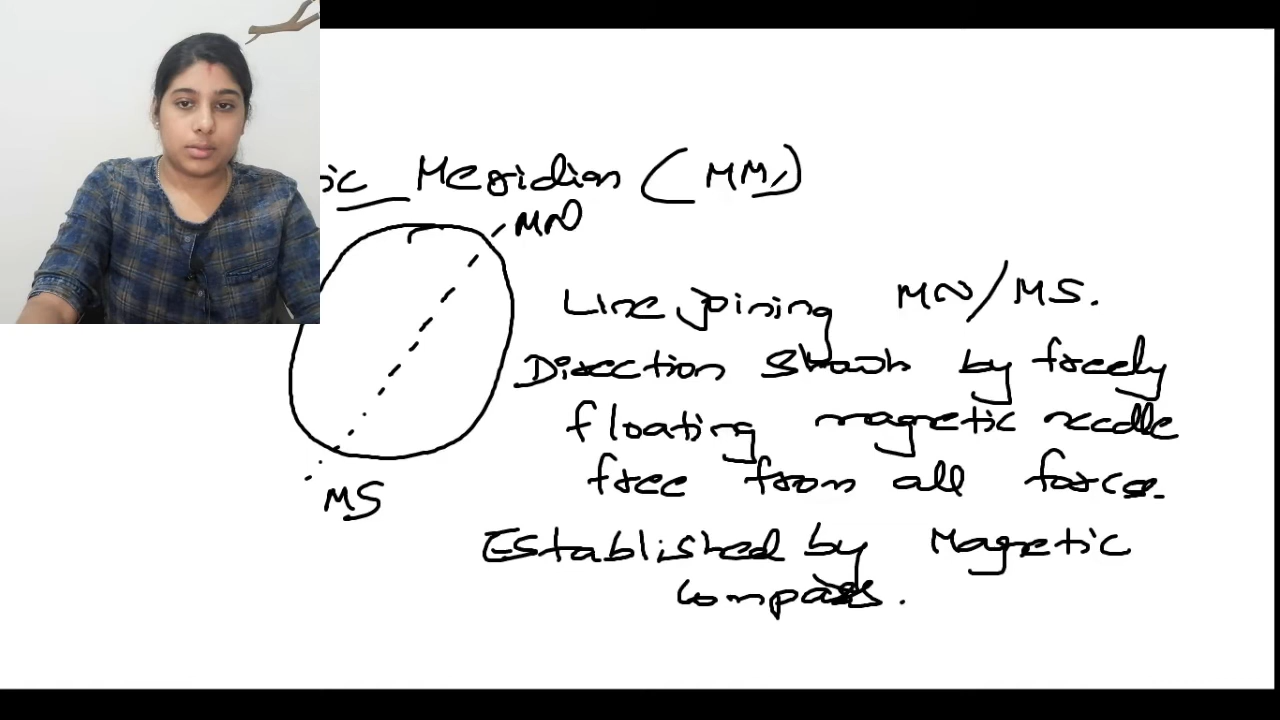 ic Meridian (MM)
MN
Line joining MN/MS.
Direction shown by freely
floating magnetic needle
free from all force.
MS
Established by Magnetic
compass.